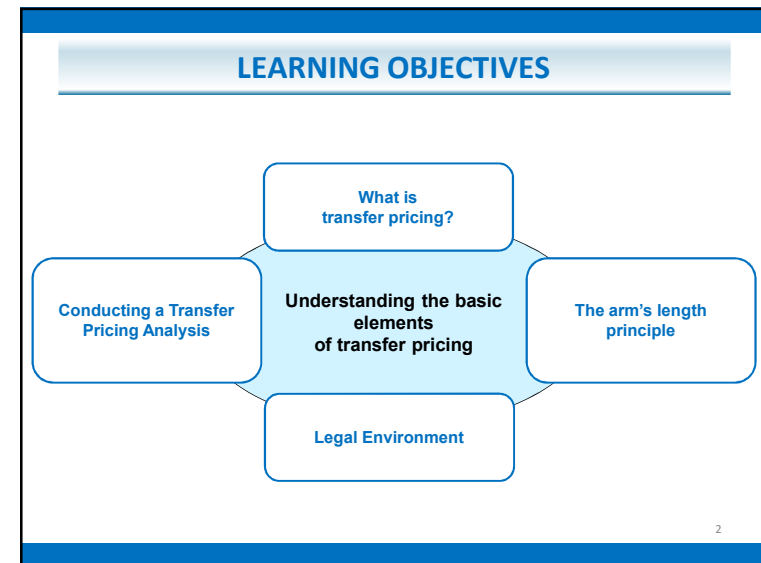 LEARNING OBJECTIVES
What is
transfer pricing?
Conducting a Transfer
Pricing Analysis
Understanding the basic
elements
of transfer pricing
The arm's length
principle
Legal Environment
2